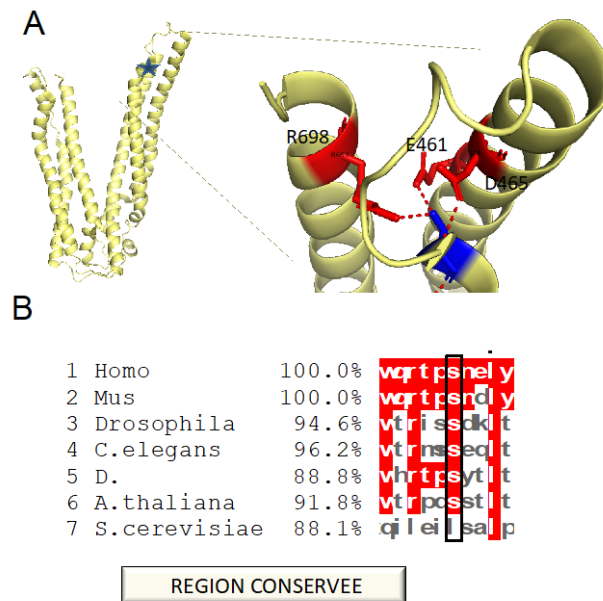 A
R698
E461
D465
B
1 Homo 100.0% wqrtpsnely
2 Mus 100.0% wqrtpsndly
3 Drosophila 94.6% vtrissdklt
4 C.elegans 96.2% vtrnsseqlt
5 D. 88.8% vhrtpsytlt
6 A.thaliana 91.8% vtrpdsstlt
7 S.cerevisiae 88.1% qileilsalp
REGION CONSERVEE